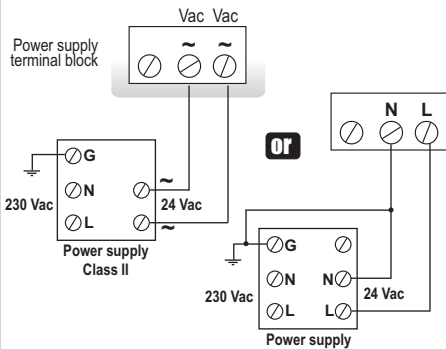 Vac Vac
Power supply
terminal block
~ ~
G
N
L
230 Vac
~
24 Vac
~
Power supply
Class II
or
N L
G
N
L
230 Vac
N
L
24 Vac
Power supply